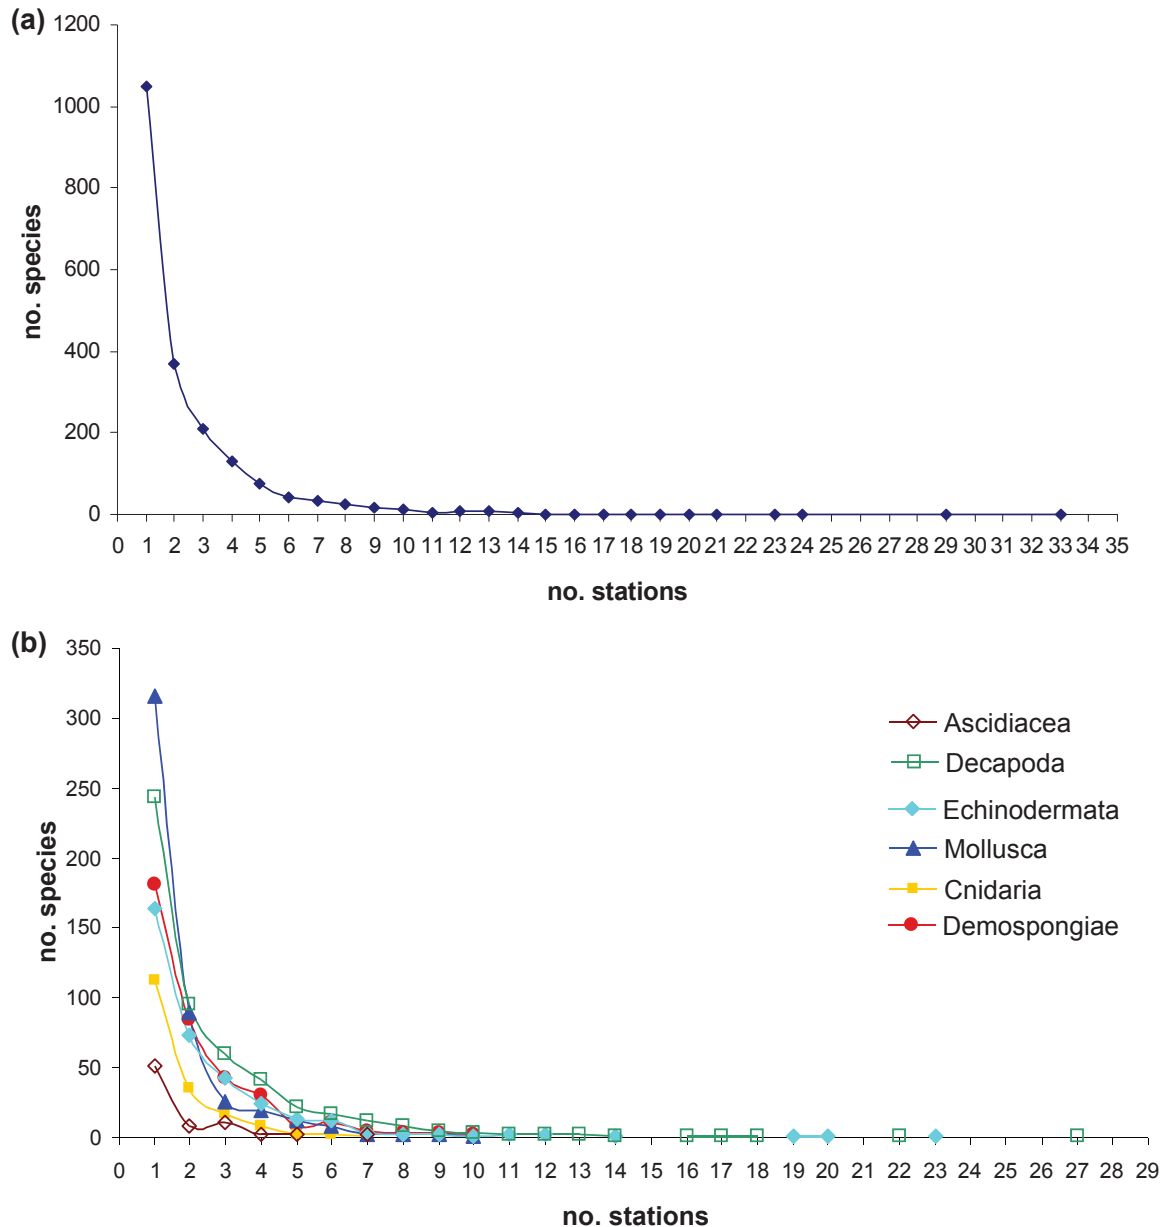 (a)
1200
1000
800
600
400
200
0
no. species
0 1 2 3 4 5 6 7 8 9 10 11 12 13 14 15 16 17 18 19 20 21 22 23 24 25 26 27 28 29 30 31 32 33 34 35
no. stations
(b)
350
300
250
200
150
100
50
0
no. species
Ascidiacea
Decapoda
Echinodermata
Mollusca
Cnidaria
Demospongiae
0 1 2 3 4 5 6 7 8 9 10 11 12 13 14 15 16 17 18 19 20 21 22 23 24 25 26 27 28 29
no. stations